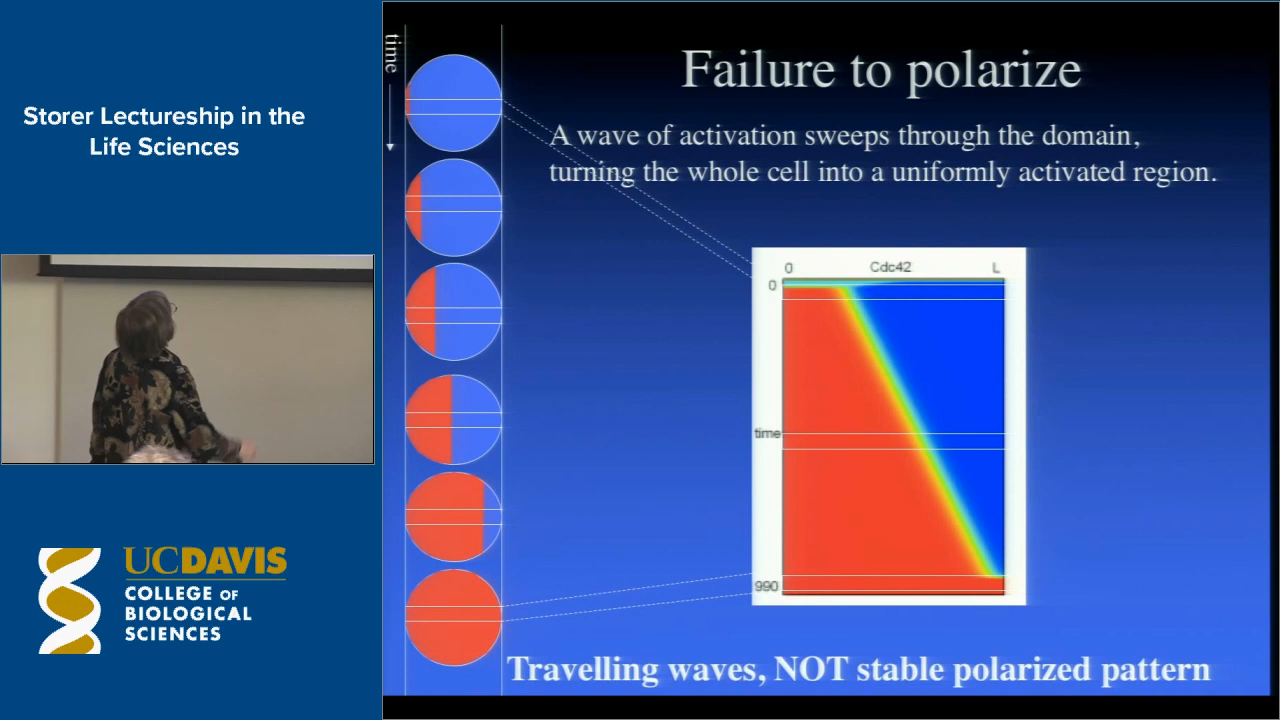 Storer Lectureship in the
Life Sciences
UCDAVIS
COLLEGE OF
BIOLOGICAL
SCIENCES
time
Failure to polarize
A wave of activation sweeps through the domain,
turning the whole cell into a uniformly activated region.
0 Cdc42 L
0
time
990
Travelling waves, NOT stable polarized pattern